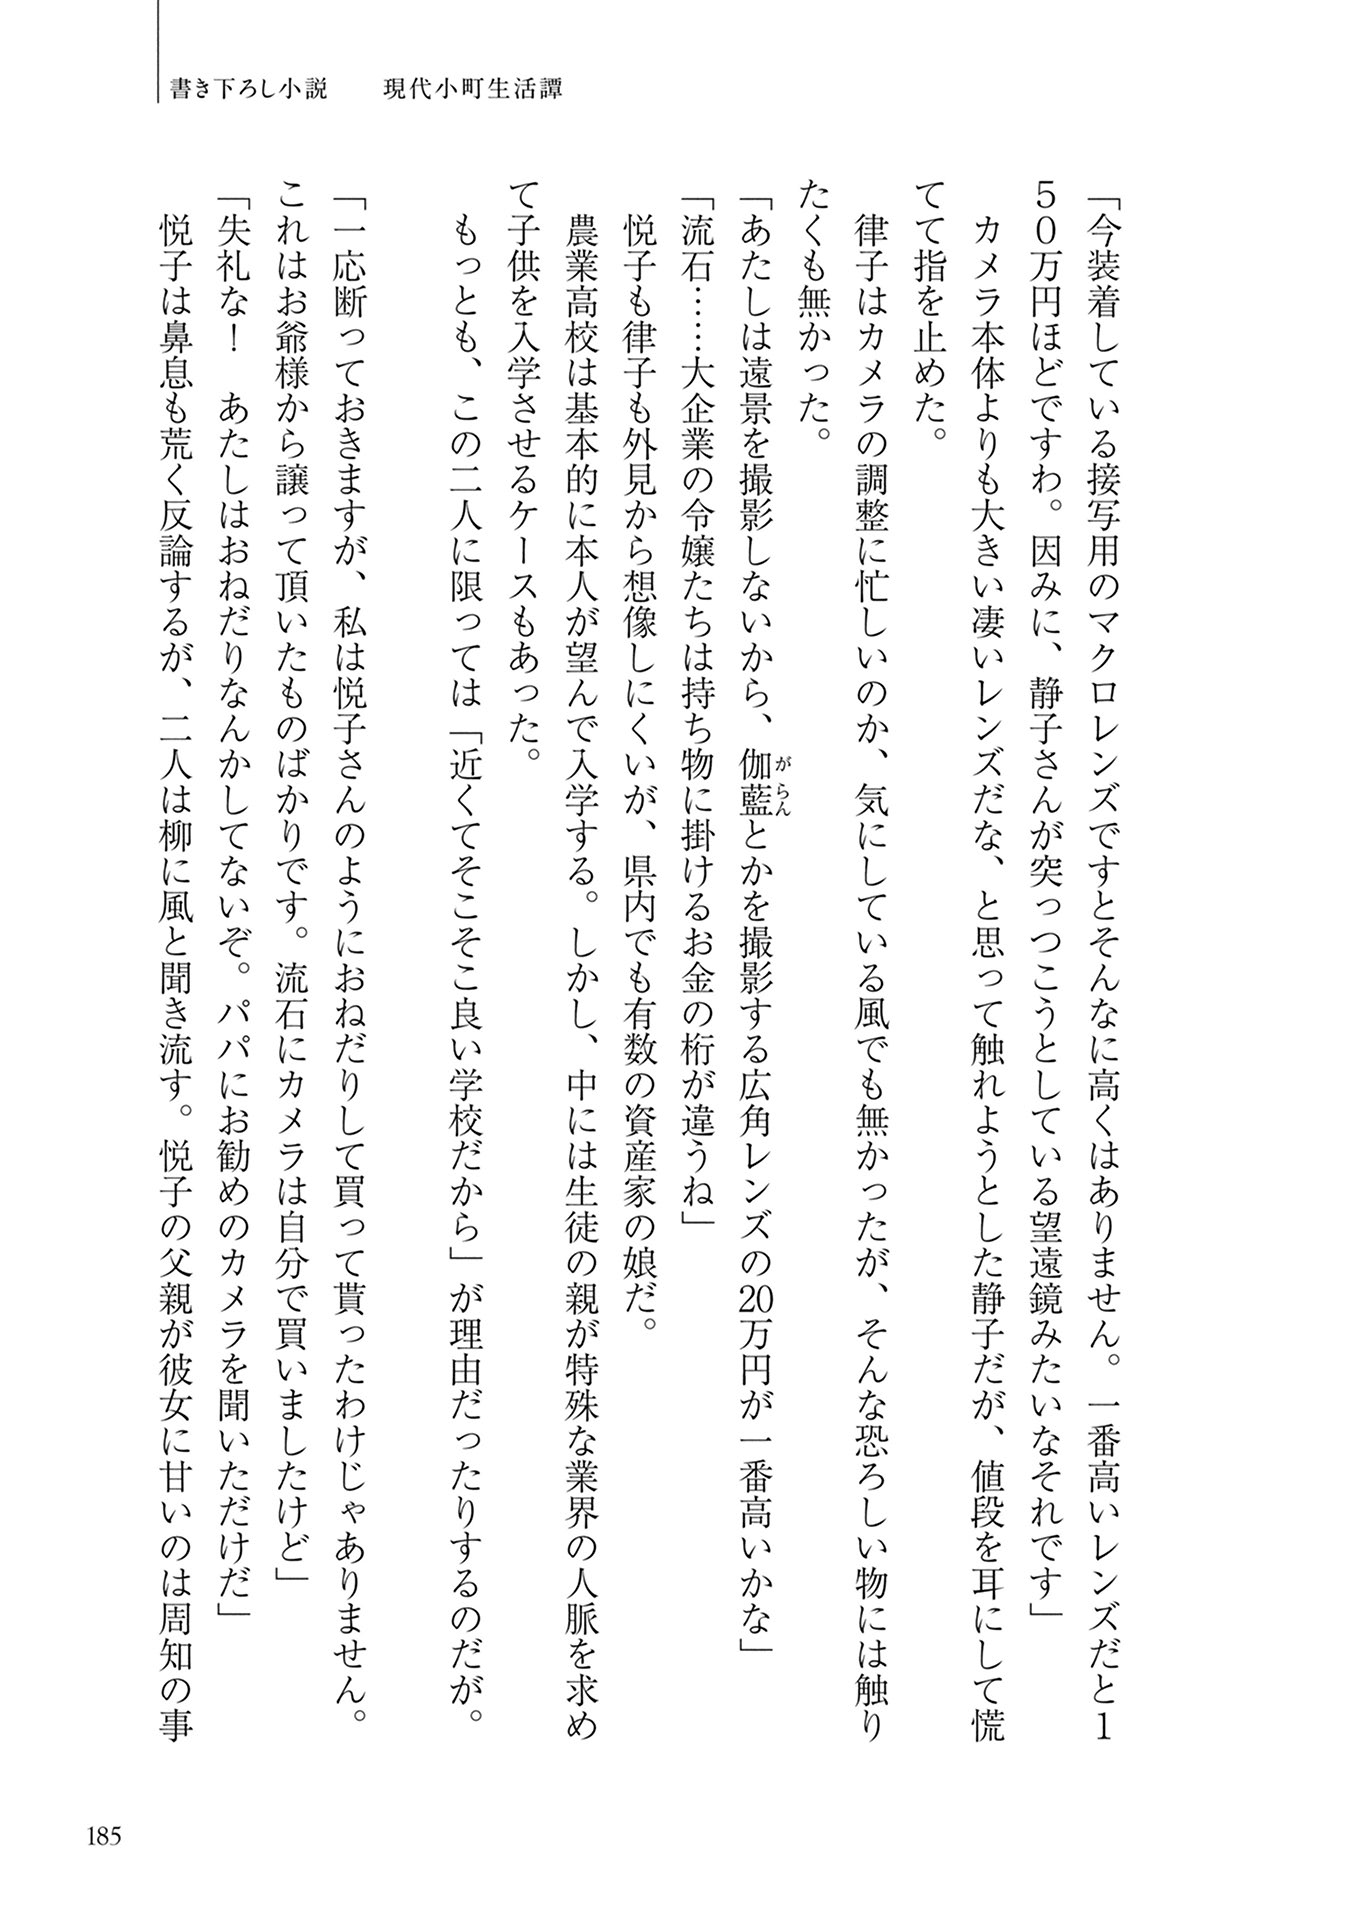 書き下ろし小説　現代小町生活譚
「今装着している接写用のマクロレンズですとそんなに高くはありません。一番高いレンズだと1
50万円ほどですわ。因みに、静子さんが突っつこうとしている望遠鏡みたいなそれです」
　カメラ本体よりも大きい凄いレンズだな、と思って触れようとした静子だが、値段を耳にして慌
てて指を止めた。
　律子はカメラの調整に忙しいのか、気にしている風でも無かったが、そんな恐ろしい物には触り
たくも無かった。
「あたしは遠景を撮影しないから、伽藍とかを撮影する広角レンズの20万円が一番高いかな」
がらん
「流石……大企業の令嬢たちは持ち物に掛けるお金の桁が違うね」
　悦子も律子も外見から想像しにくいが、県内でも有数の資産家の娘だ。
　農業高校は基本的に本人が望んで入学する。しかし、中には生徒の親が特殊な業界の人脈を求め
て子供を入学させるケースもあった。
　もっとも、この二人に限っては「近くてそこそこ良い学校だから」が理由だったりするのだが。
「一応断っておきますが、私は悦子さんのようにおねだりして買って貰ったわけじゃありません。
これはお爺様から譲って頂いたものばかりです。流石にカメラは自分で買いましたけど」
「失礼な！　あたしはおねだりなんかしてないぞ。パパにお勧めのカメラを聞いただけだ」
　悦子は鼻息も荒く反論するが、二人は柳に風と聞き流す。悦子の父親が彼女に甘いのは周知の事
185